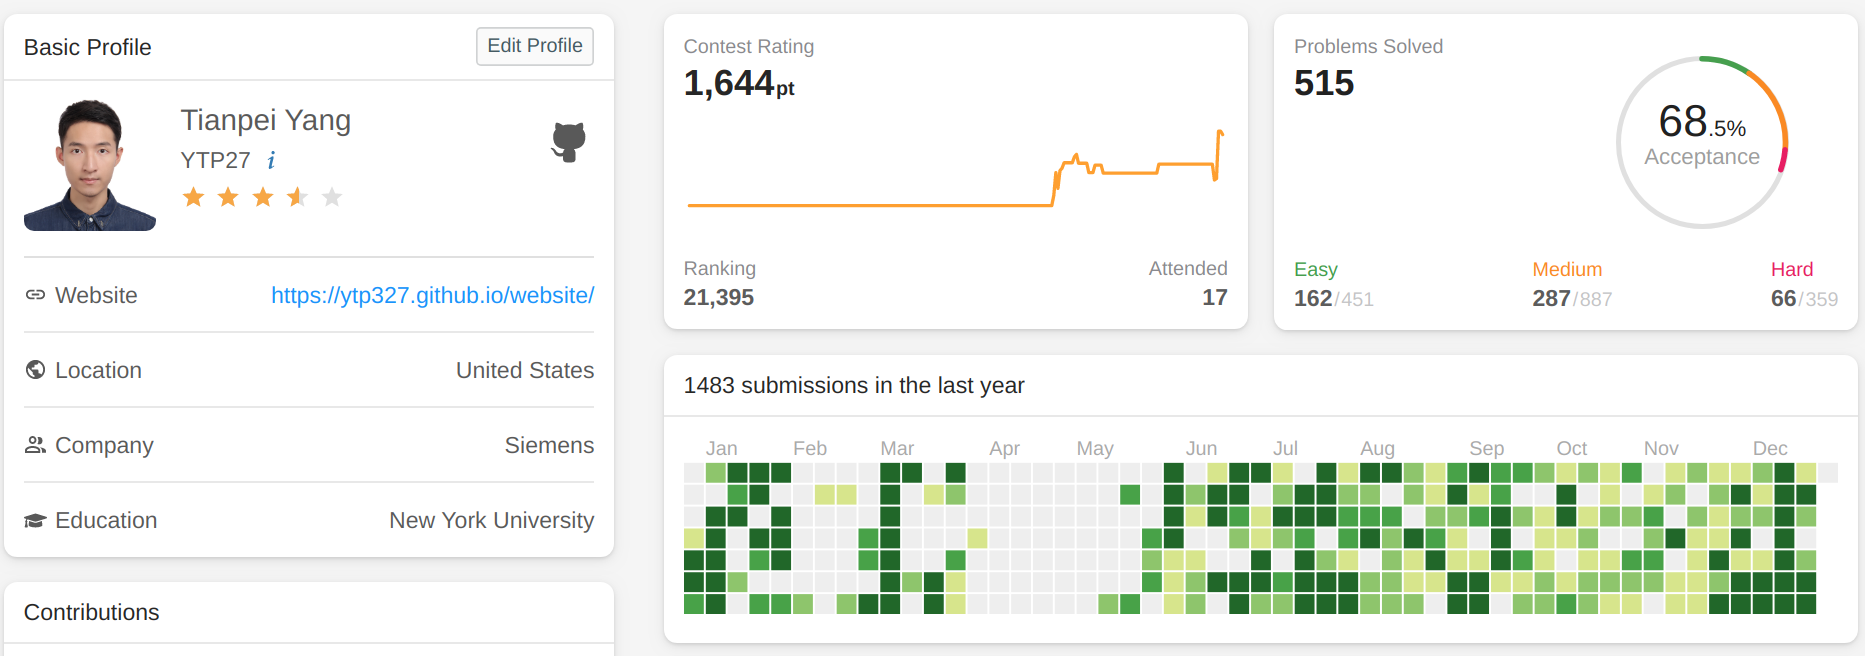 Basic Profile
Edit Profile
Tianpei Yang
YTP27 i
Website https://ytp327.github.io/website/
Location United States
Company Siemens
Education New York University
Contributions
Contest Rating
1,644pt
Ranking Attended
21,395 17
Problems Solved
515
68.5%
Acceptance
Easy Medium Hard
162/451 287/887 66/359
1483 submissions in the last year
Jan Feb Mar Apr May Jun Jul Aug Sep Oct Nov Dec